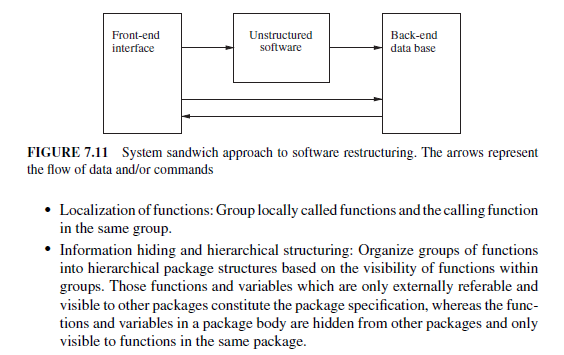 Front-end
interface
Unstructured
software
Back-end
data base
FIGURE 7.11 System sandwich approach to software restructuring. The arrows represent
the flow of data and/or commands
• Localization of functions: Group locally called functions and the calling function
in the same group.
• Information hiding and hierarchical structuring: Organize groups of functions
into hierarchical package structures based on the visibility of functions within
groups. Those functions and variables which are only externally referable and
visible to other packages constitute the package specification, whereas the func-
tions and variables in a package body are hidden from other packages and only
visible to functions in the same package.